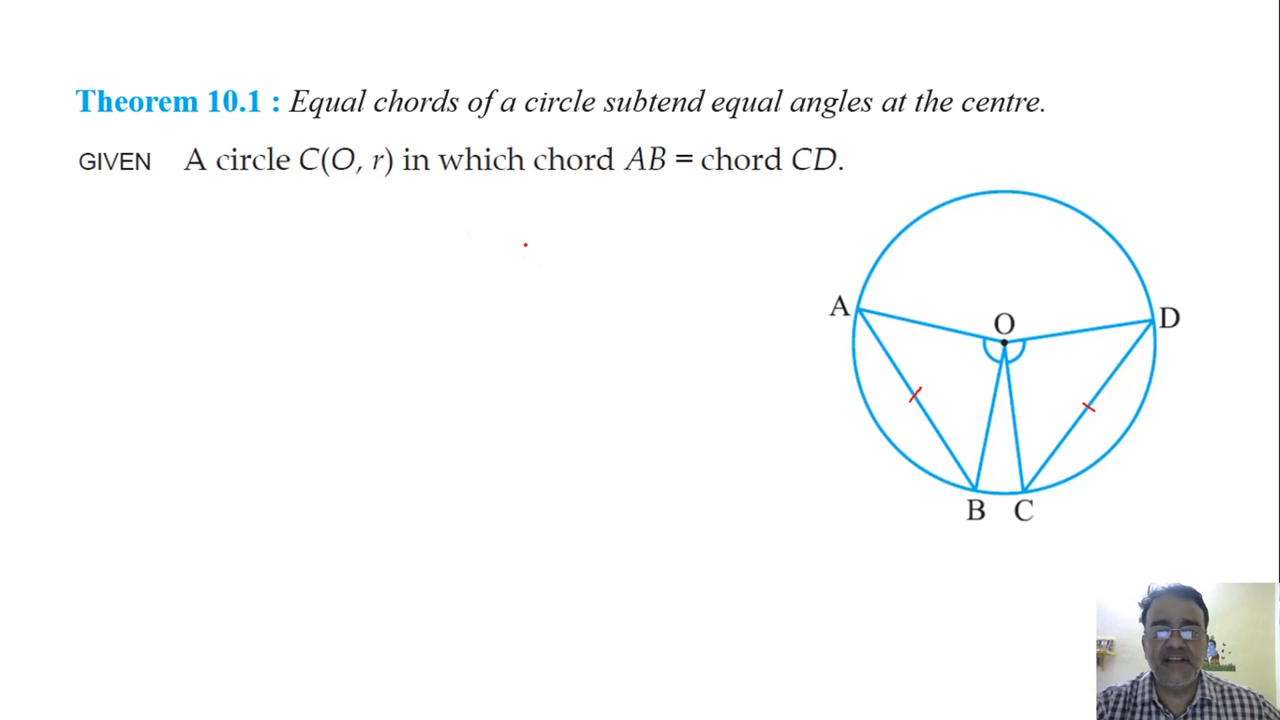 Theorem 10.1 : Equal chords of a circle subtend equal angles at the centre.
GIVEN A circle C(O, r) in which chord AB = chord CD.
A
O
D
B C